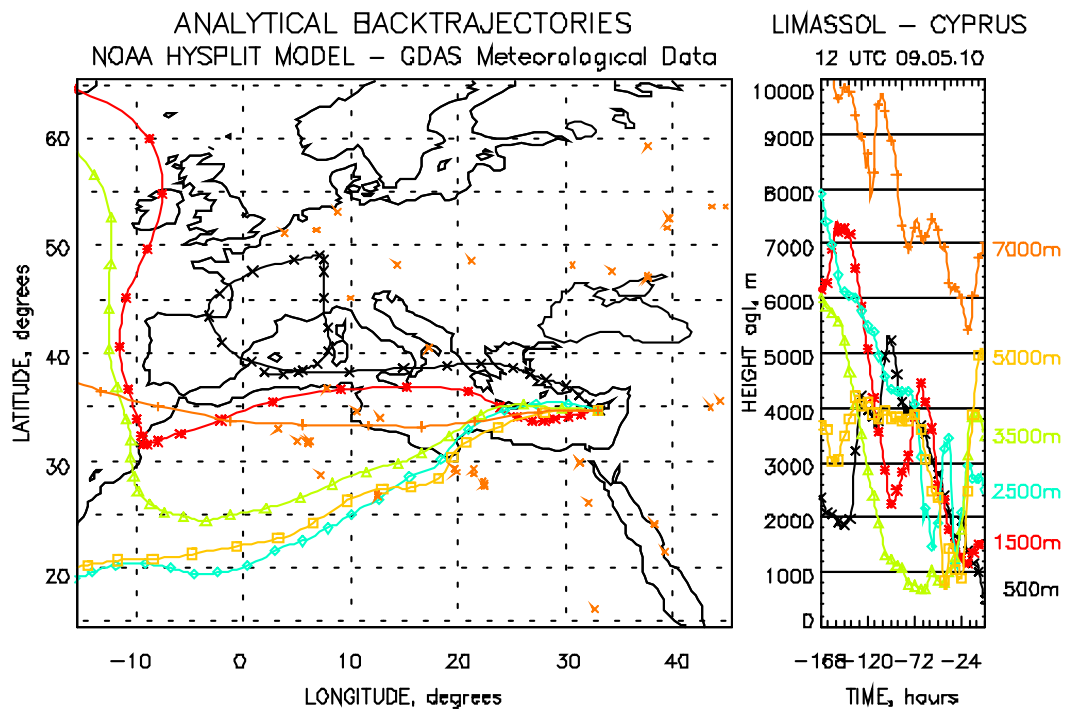 ANALYTICAL BACKTRAJECTORIES
NOAA HYSPLIT MODEL – GDAS Meteorological Data
LIMASSOL – CYPRUS
12 UTC 09.05.10
60
50
40
30
20
LATITUDE, degrees
-10
0
10
20
30
40
LONGITUDE, degrees
10000
9000
8000
7000
6000
5000
4000
3000
2000
1000
0
HEIGHT agl, m
7000m
5000m
3500m
2500m
1500m
500m
-168
-120
-72
-24
TIME, hours